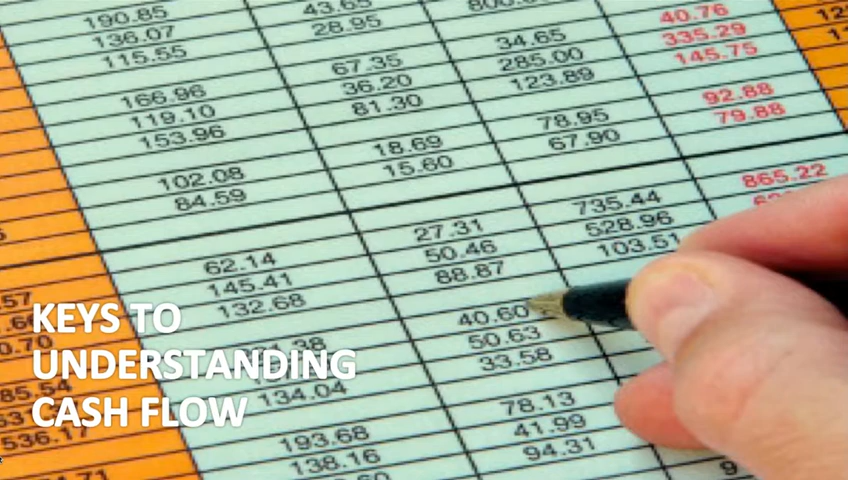 190.85
136.07 43.65
115.55 28.95
166.96 67.35 34.65 40.76
119.10 36.20 285.00 335.29
153.96 81.30 123.89 145.75
102.08 18.69 78.95 92.88
84.59 15.60 67.90 79.88
62.14 27.31 735.44 865.22
145.41 50.46 528.96
132.68 88.87 103.51
40.60
50.63
134.04 33.58
193.68 78.13
138.16 41.99
94.31
KEYS TO
UNDERSTANDING
CASH FLOW